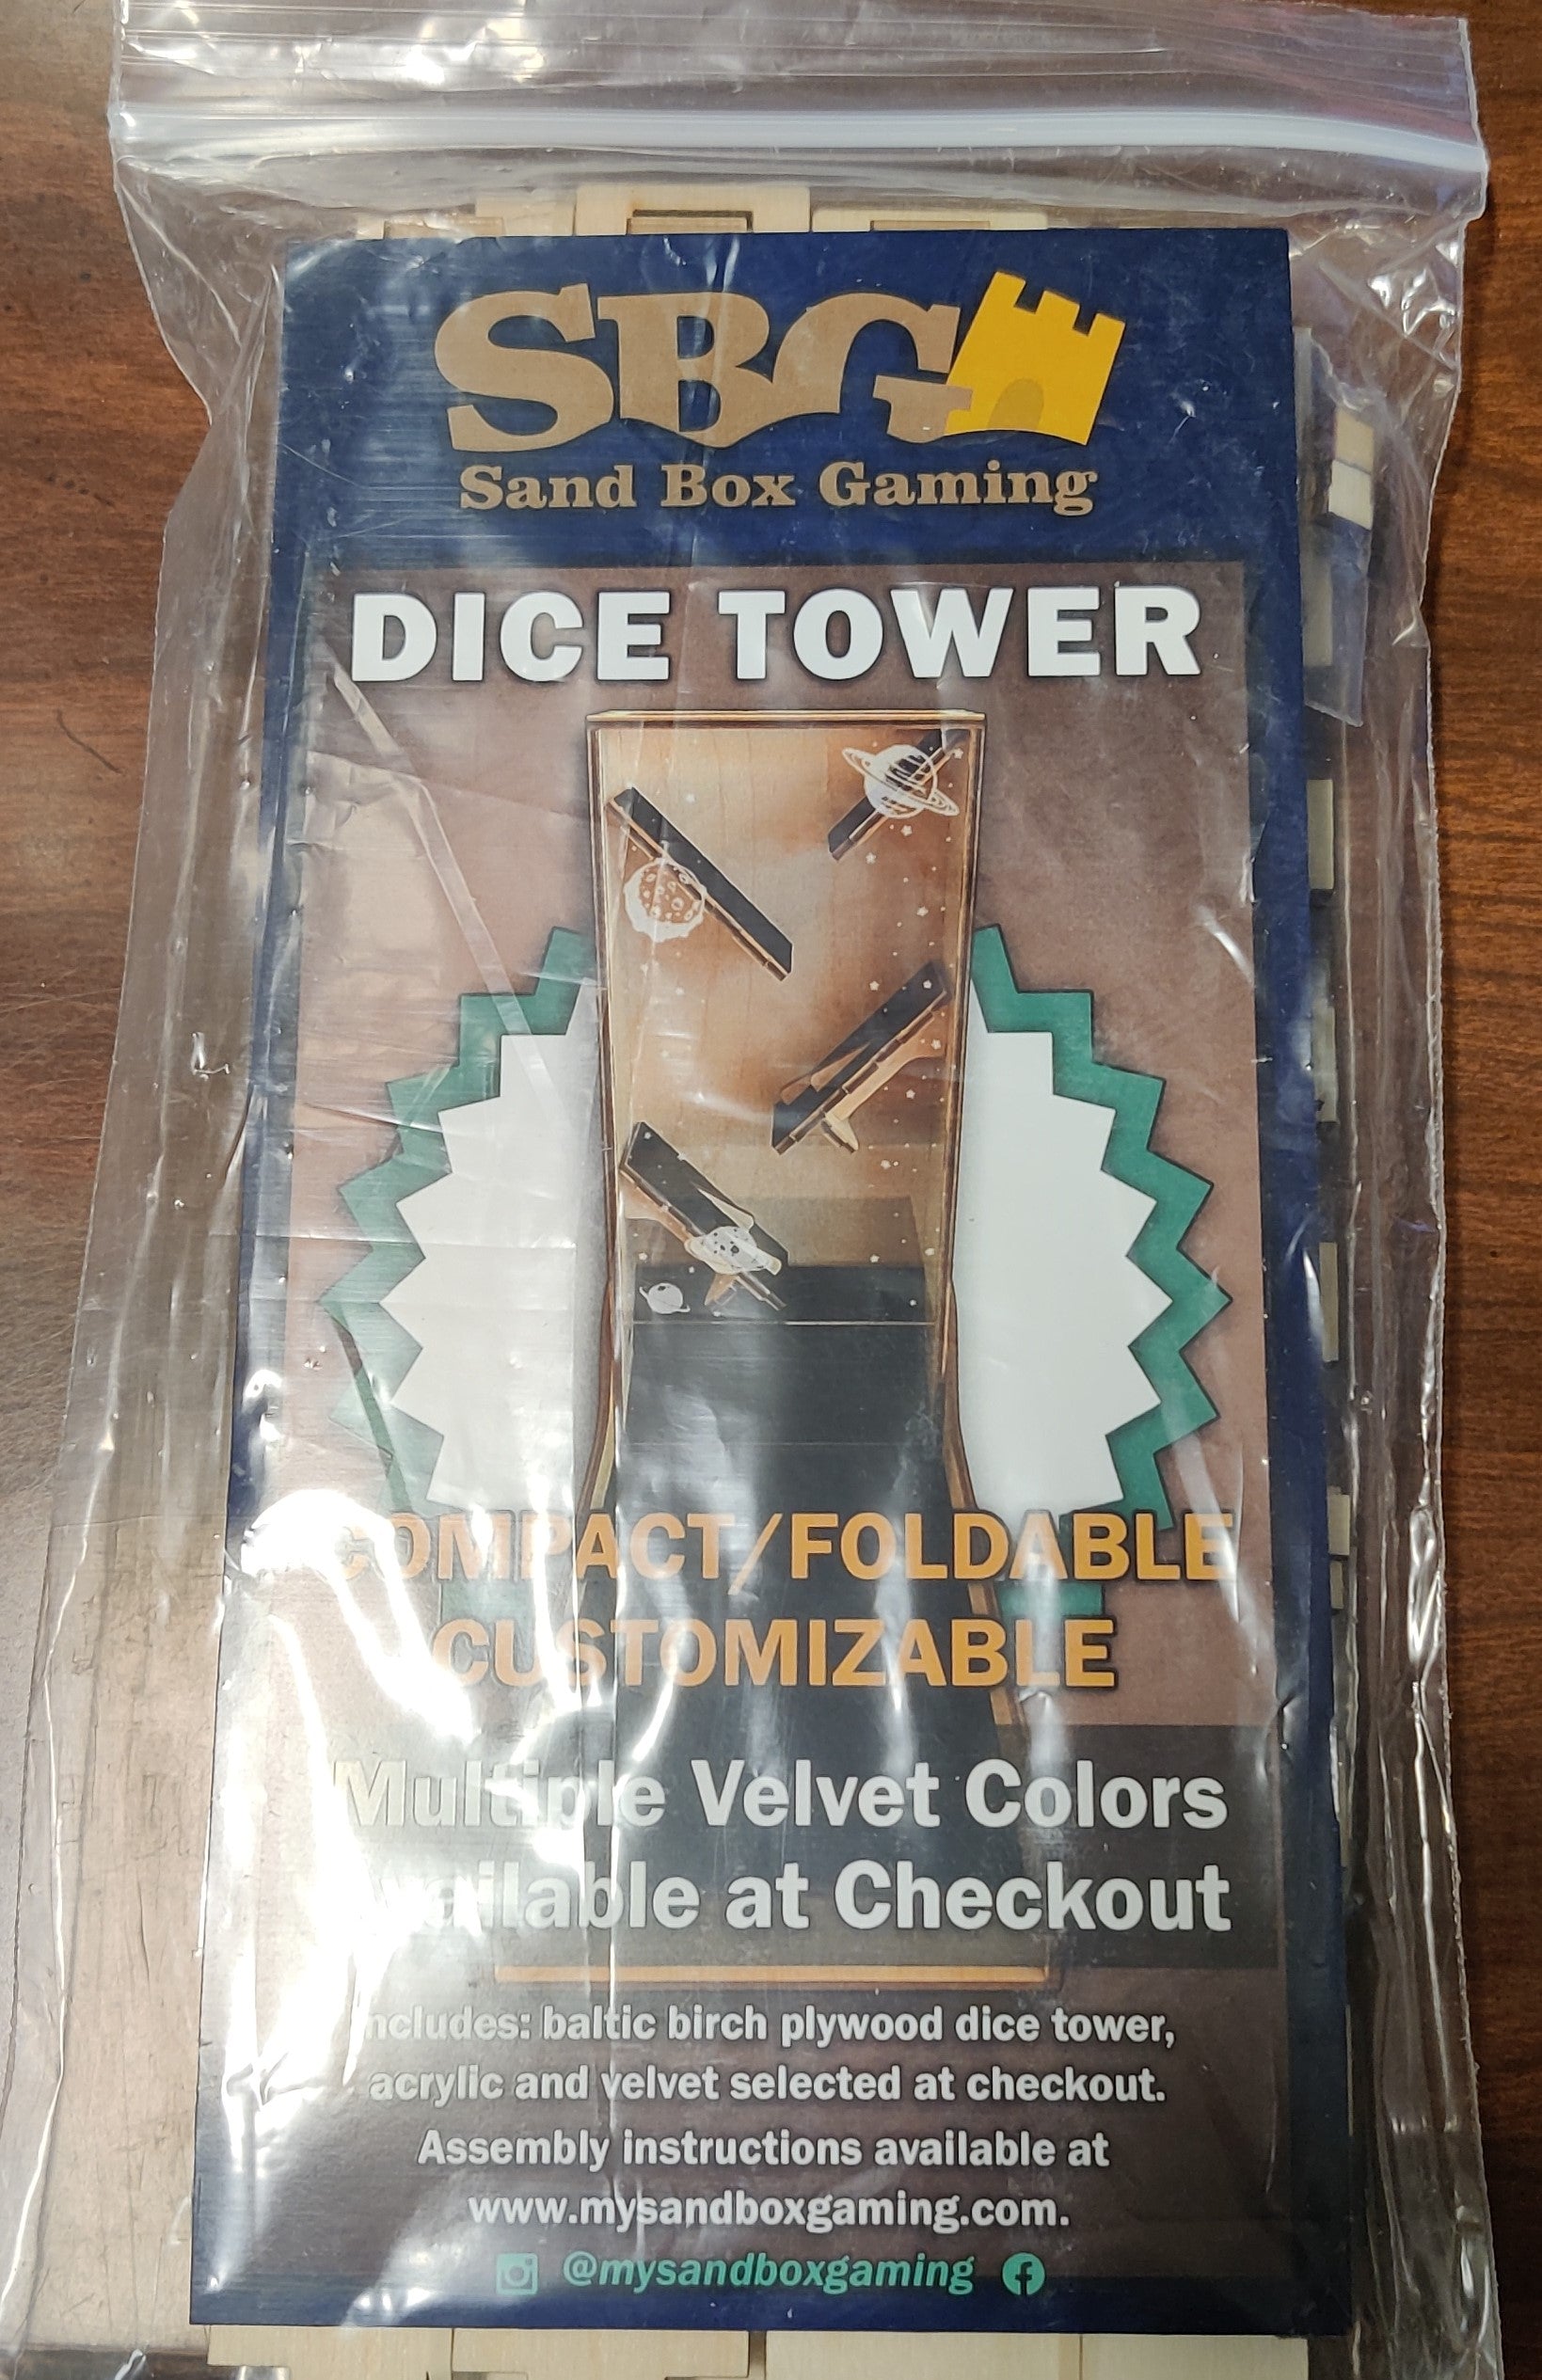 SBG
Sand Box Gaming
DICE TOWER
COMPACT/FOLDABLE
CUSTOMIZABLE
Multiple Velvet Colors
Available at Checkout
Includes: baltic birch plywood dice tower,
acrylic and velvet selected at checkout.
Assembly instructions available at
www.mysandboxgaming.com.
@mysandboxgaming